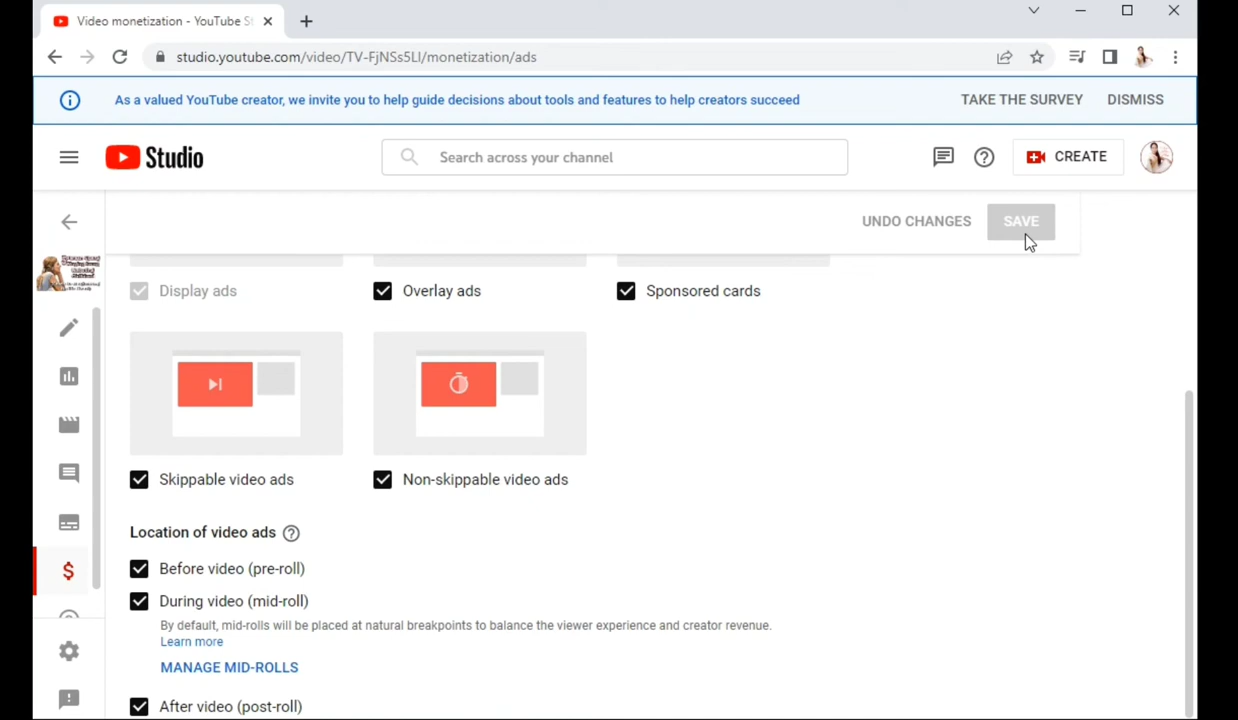 Video monetization - YouTube St
studio.youtube.com/video/TV-FjNSs5LI/monetization/ads
As a valued YouTube creator, we invite you to help guide decisions about tools and features to help creators succeed
TAKE THE SURVEY
DISMISS
Studio
Search across your channel
CREATE
UNDO CHANGES
SAVE
Display ads
Overlay ads
Sponsored cards
Skippable video ads
Non-skippable video ads
Location of video ads
Before video (pre-roll)
During video (mid-roll)
By default, mid-rolls will be placed at natural breakpoints to balance the viewer experience and creator revenue.
Learn more
MANAGE MID-ROLLS
After video (post-roll)